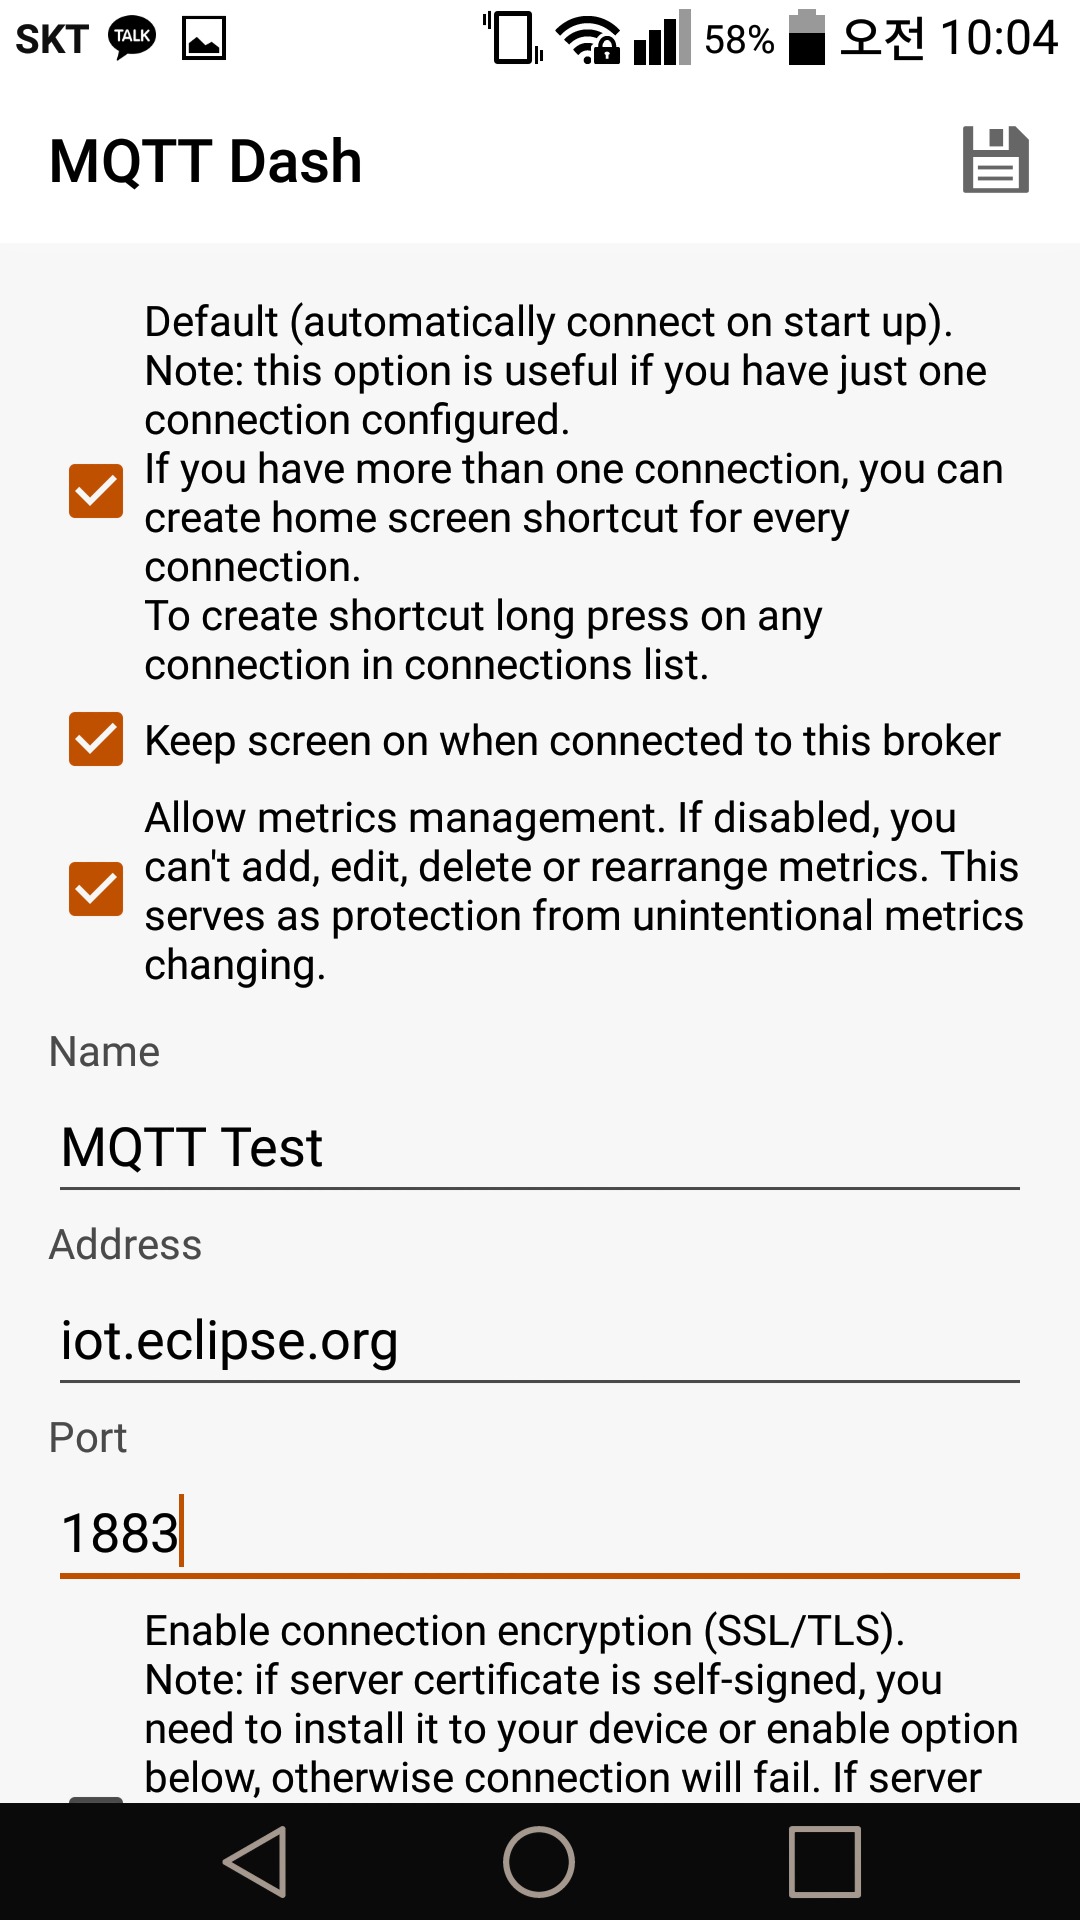 SKT TALK 58% 오전 10:04
MQTT Dash
Default (automatically connect on start up).
Note: this option is useful if you have just one
connection configured.
If you have more than one connection, you can
create home screen shortcut for every
connection.
To create shortcut long press on any
connection in connections list.
Keep screen on when connected to this broker
Allow metrics management. If disabled, you
can't add, edit, delete or rearrange metrics. This
serves as protection from unintentional metrics
changing.
Name
MQTT Test
Address
iot.eclipse.org
Port
1883
Enable connection encryption (SSL/TLS).
Note: if server certificate is self-signed, you
need to install it to your device or enable option
below, otherwise connection will fail. If server